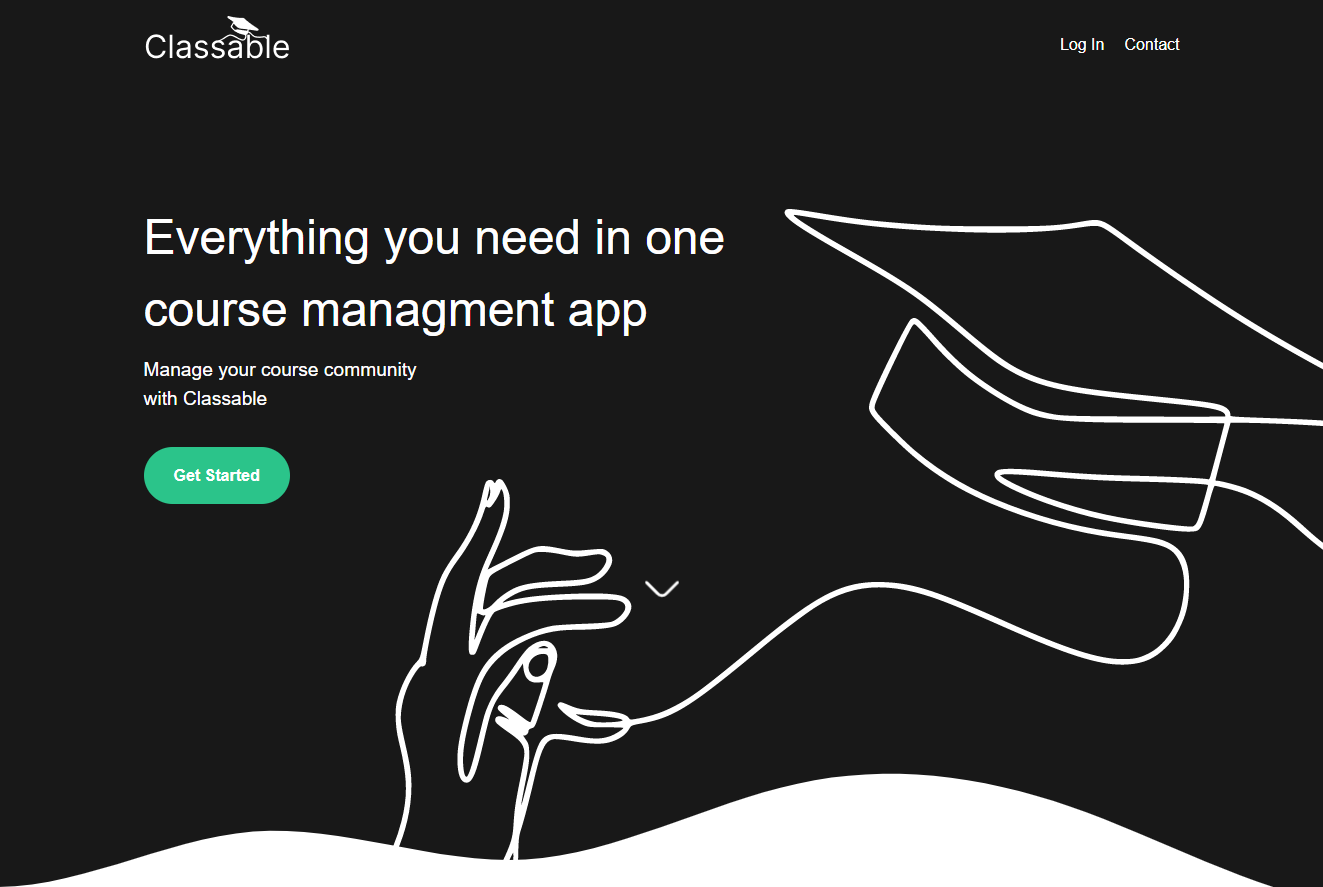 Classable
Log In
Contact
Everything you need in one
course managment app
Manage your course community
with Classable
Get Started